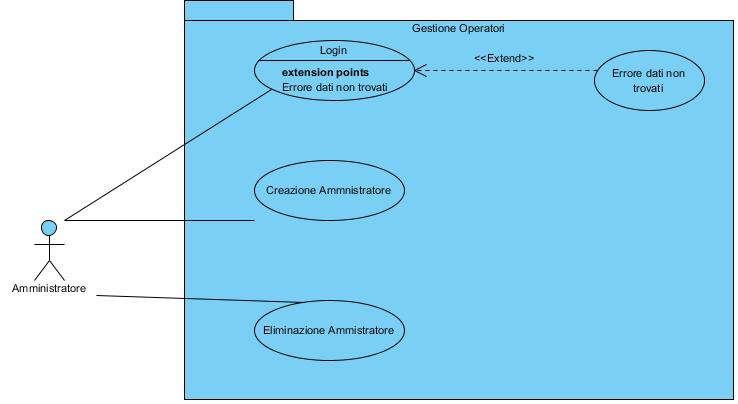 Gestione Operatori
Login
extension points
Errore dati non trovati
<<Extend>>
Errore dati non
trovati
Creazione Ammnistratore
Amministratore
Eliminazione Ammistratore